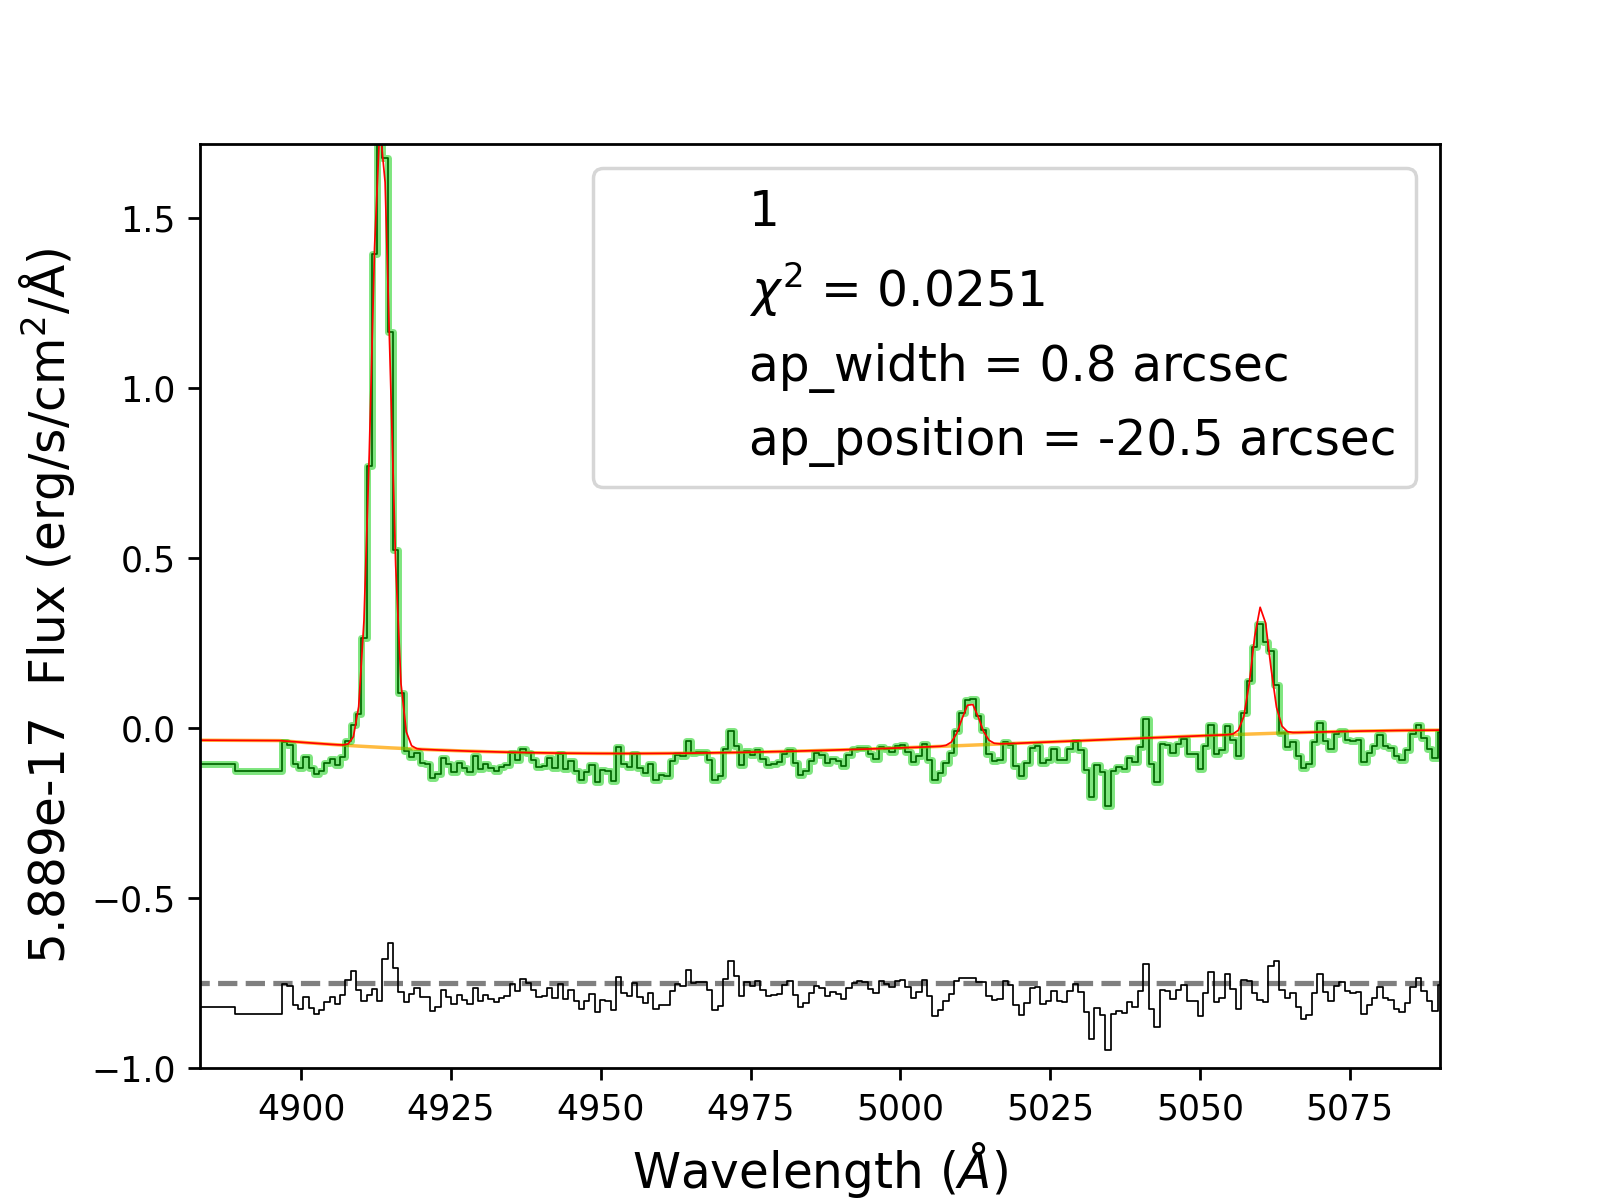 1
χ² = 0.0251
ap_width = 0.8 arcsec
ap_position = -20.5 arcsec
5.889e-17 Flux (erg/s/cm²/Å)
1.5
1.0
0.5
0.0
−0.5
−1.0
4900 4925 4950 4975 5000 5025 5050 5075
Wavelength (Å)